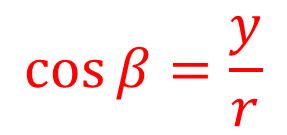 cos β = y/r